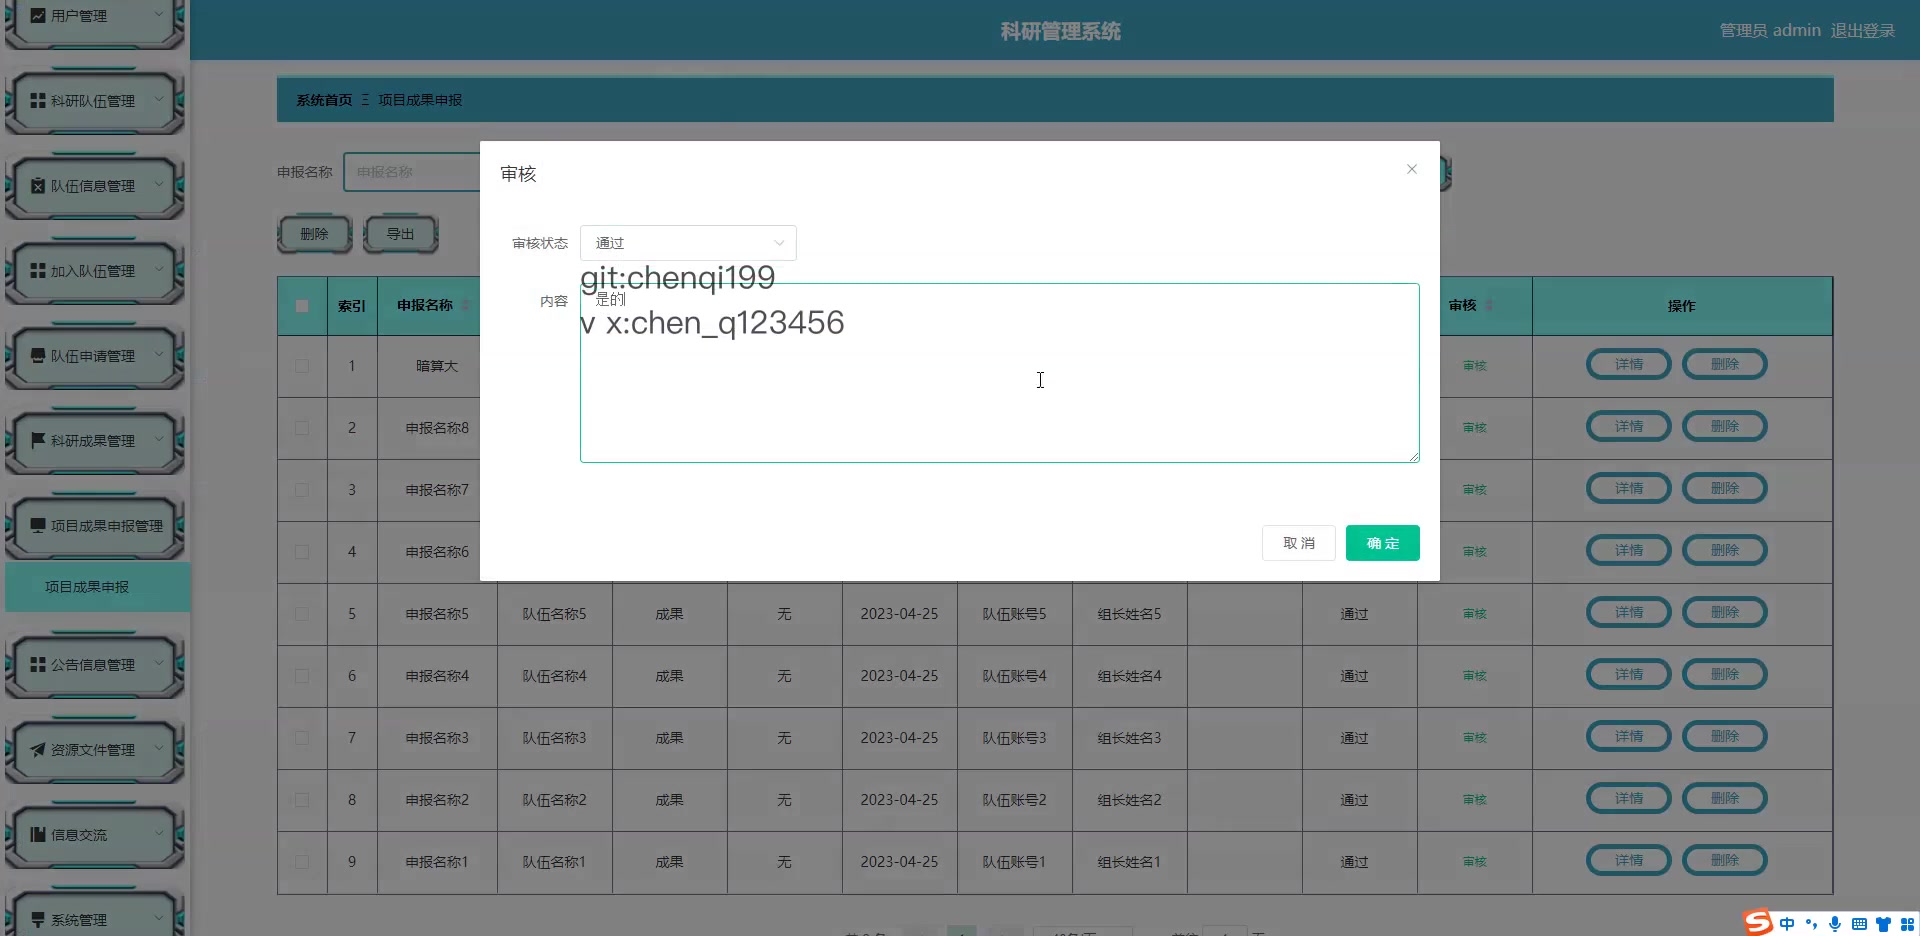 用户管理
科研管理系统
管理员 admin 退出登录
科研队伍管理
系统首页 Ξ 项目成果申报
队伍信息管理
申报名称 申报名称
删除 导出
加入队伍管理
队伍申请管理
科研成果管理
项目成果申报管理
项目成果申报
公告信息管理
资源文件管理
信息交流
系统管理
审核
审核状态 通过
git:chenqi199
内容 是的
v x:chen_q123456
取 消 确 定
索引 申报名称 审核 操作
1 暗算大 审核 详情 删除
2 申报名称8 审核 详情 删除
3 申报名称7 审核 详情 删除
4 申报名称6 审核 详情 删除
5 申报名称5 队伍名称5 成果 无 2023-04-25 队伍账号5 组长姓名5 通过 审核 详情 删除
6 申报名称4 队伍名称4 成果 无 2023-04-25 队伍账号4 组长姓名4 通过 审核 详情 删除
7 申报名称3 队伍名称3 成果 无 2023-04-25 队伍账号3 组长姓名3 通过 审核 详情 删除
8 申报名称2 队伍名称2 成果 无 2023-04-25 队伍账号2 组长姓名2 通过 审核 详情 删除
9 申报名称1 队伍名称1 成果 无 2023-04-25 队伍账号1 组长姓名1 通过 审核 详情 删除
中